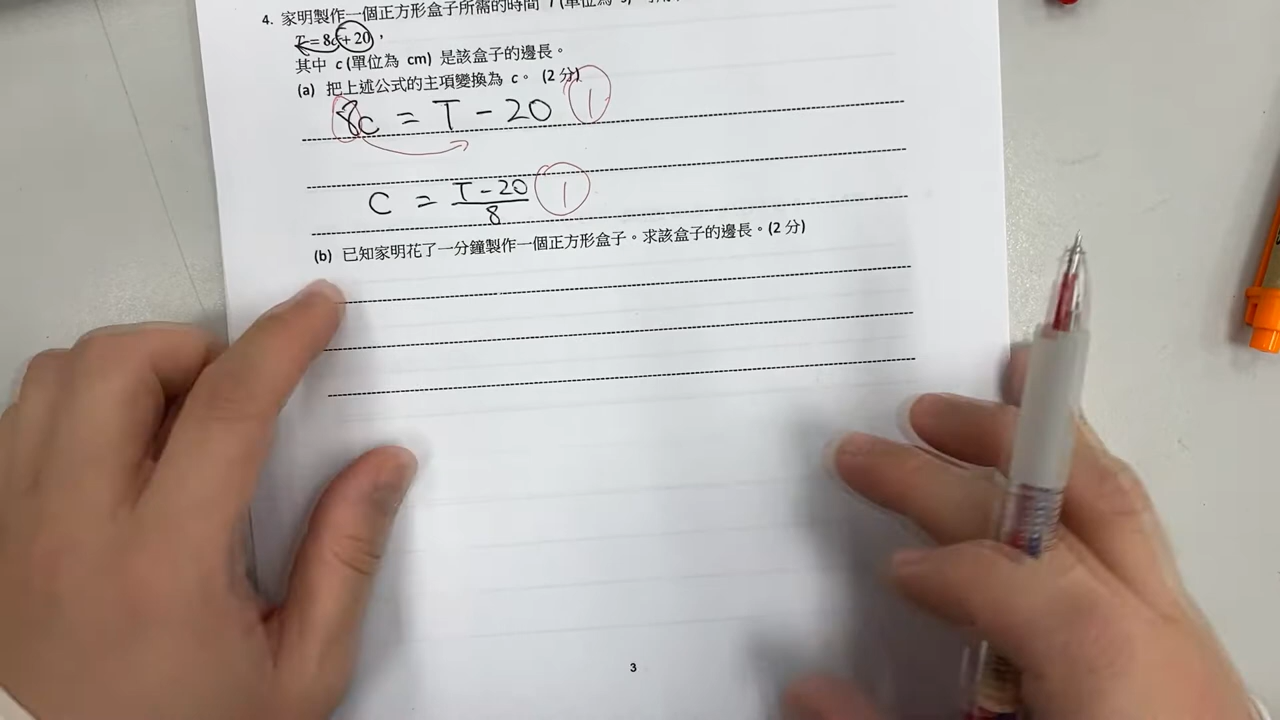 4. 家明製作一個正方形盒子所需的時間 T (單位為 s)
T = 8c + 20，
其中 c (單位為 cm) 是該盒子的邊長。
(a) 把上述公式的主項變換為 c。 (2 分)
8c = T - 20 1
c = \frac{T - 20}{8} 1
(b) 已知家明花了一分鐘製作一個正方形盒子。求該盒子的邊長。(2 分)
3